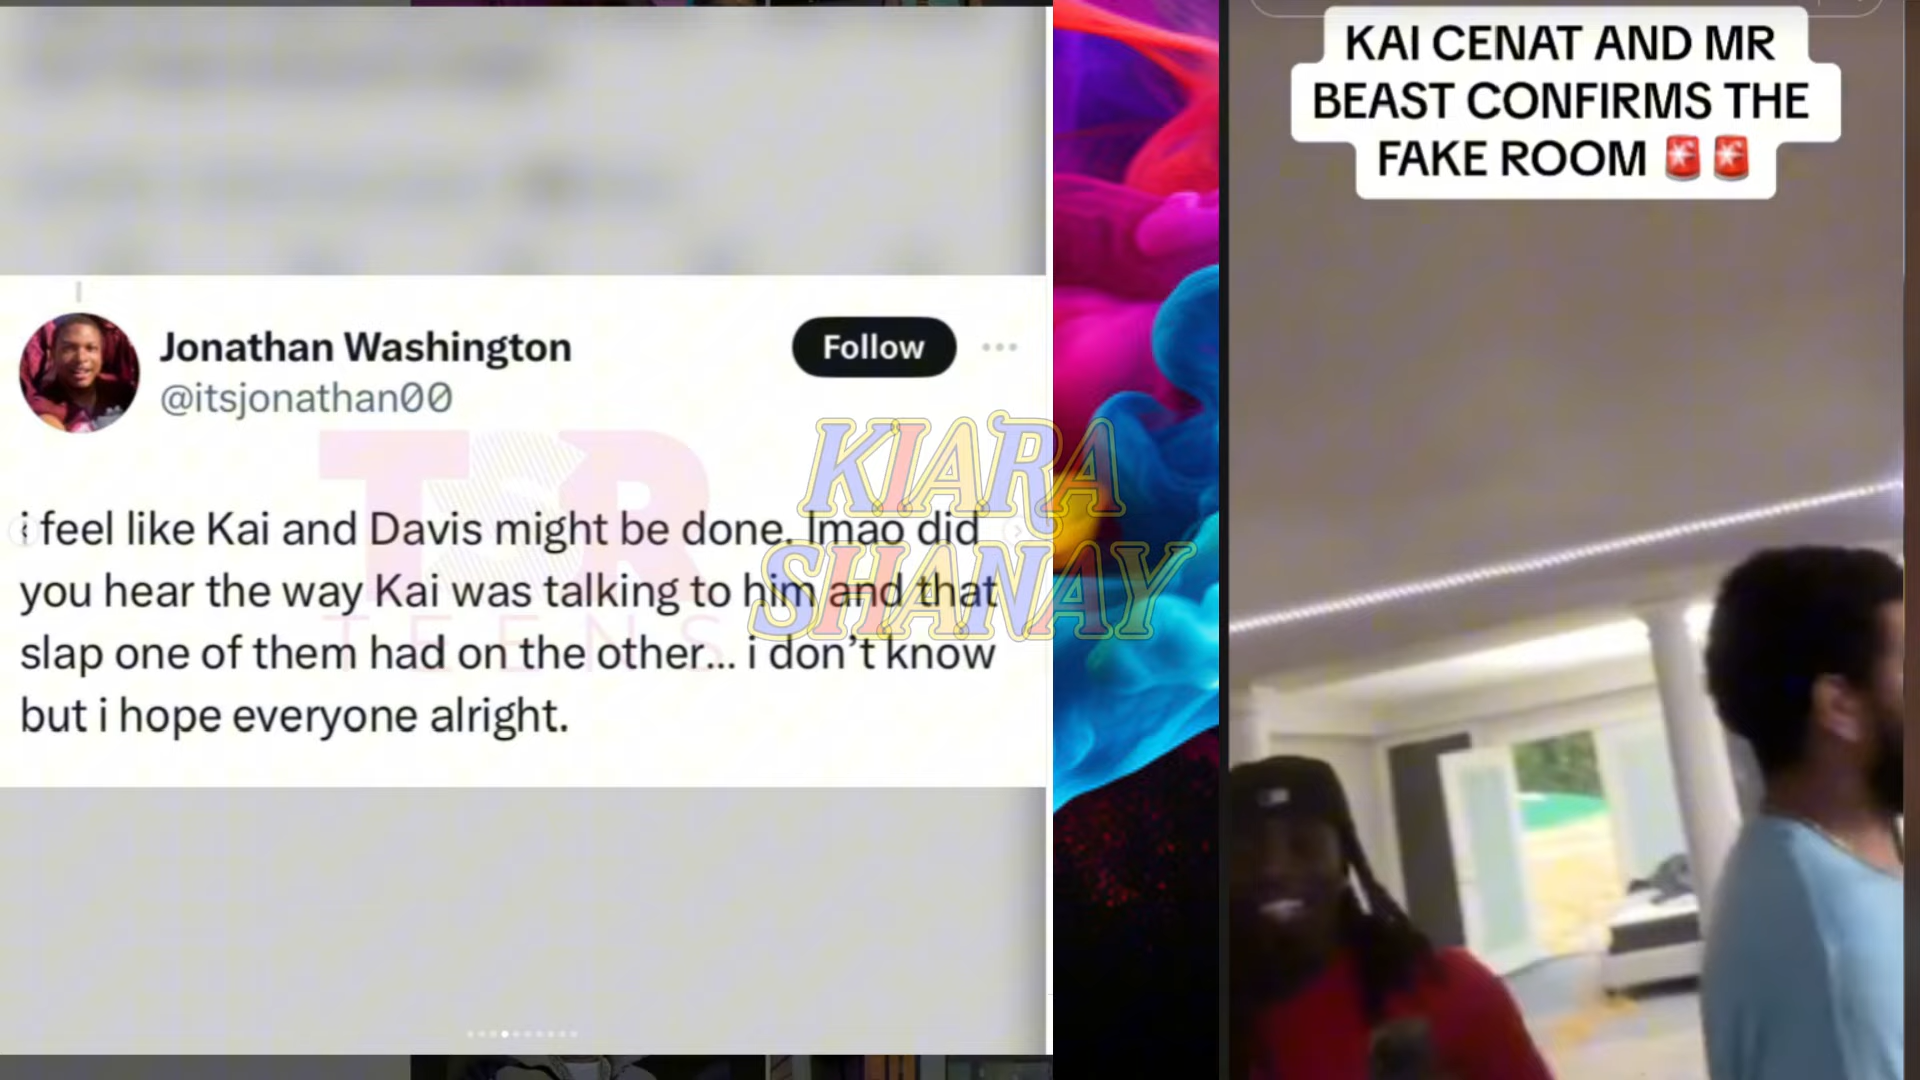 Jonathan Washington
@itsjonathan00
Follow
i feel like Kai and Davis might be done. lmao did
you hear the way Kai was talking to him and that
slap one of them had on the other... i don’t know
but i hope everyone alright.
TSR
TEENS
KIARA
SHANAY
KAI CENAT AND MR
BEAST CONFIRMS THE
FAKE ROOM 🚨🚨